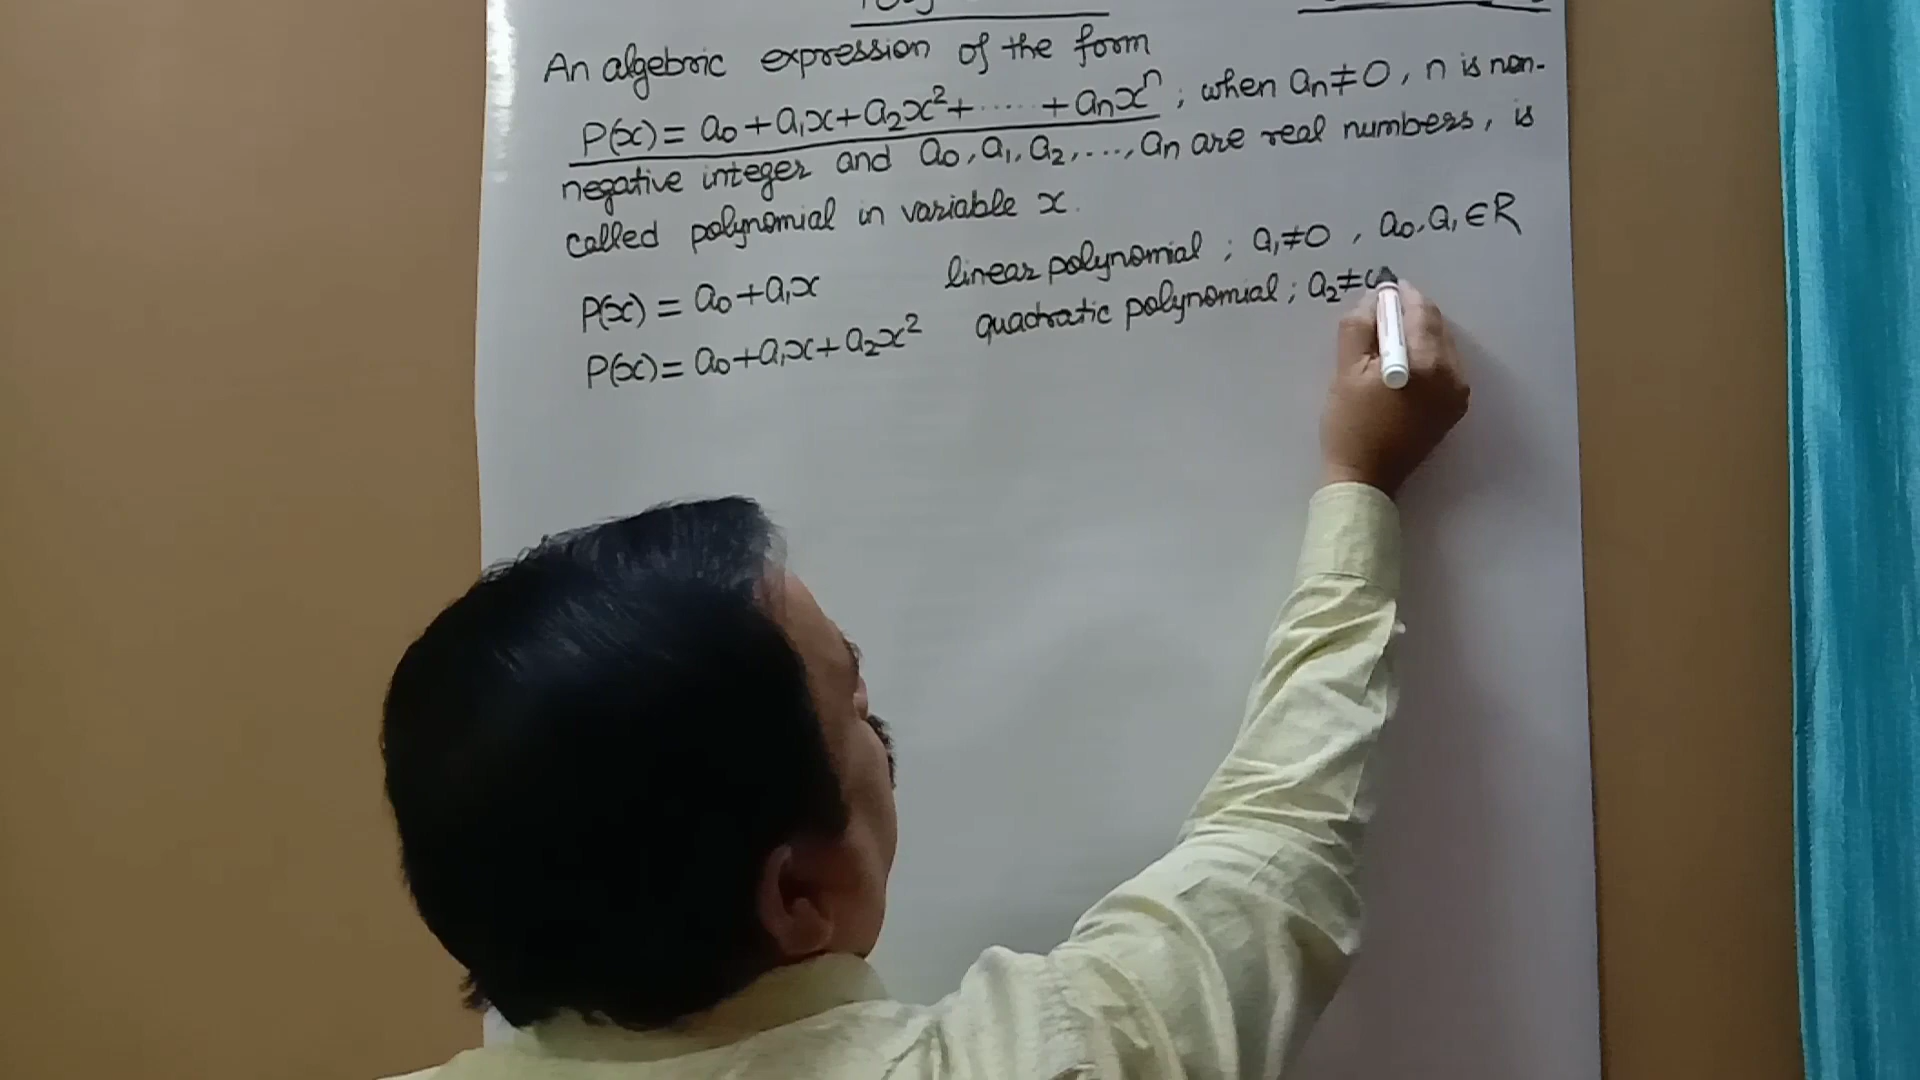 An algebric expression of the form
P(x) = a₀ + a₁x + a₂x² + ...... + aₙxⁿ ; when aₙ ≠ 0, n is non-
negative integer and a₀, a₁, a₂, ..., aₙ are real numbers, is
called polynomial in variable x.
P(x) = a₀ + a₁x linear polynomial ; a₁ ≠ 0 , a₀, a₁ ∈ R
P(x) = a₀ + a₁x + a₂x² quadratic polynomial ; a₂ ≠